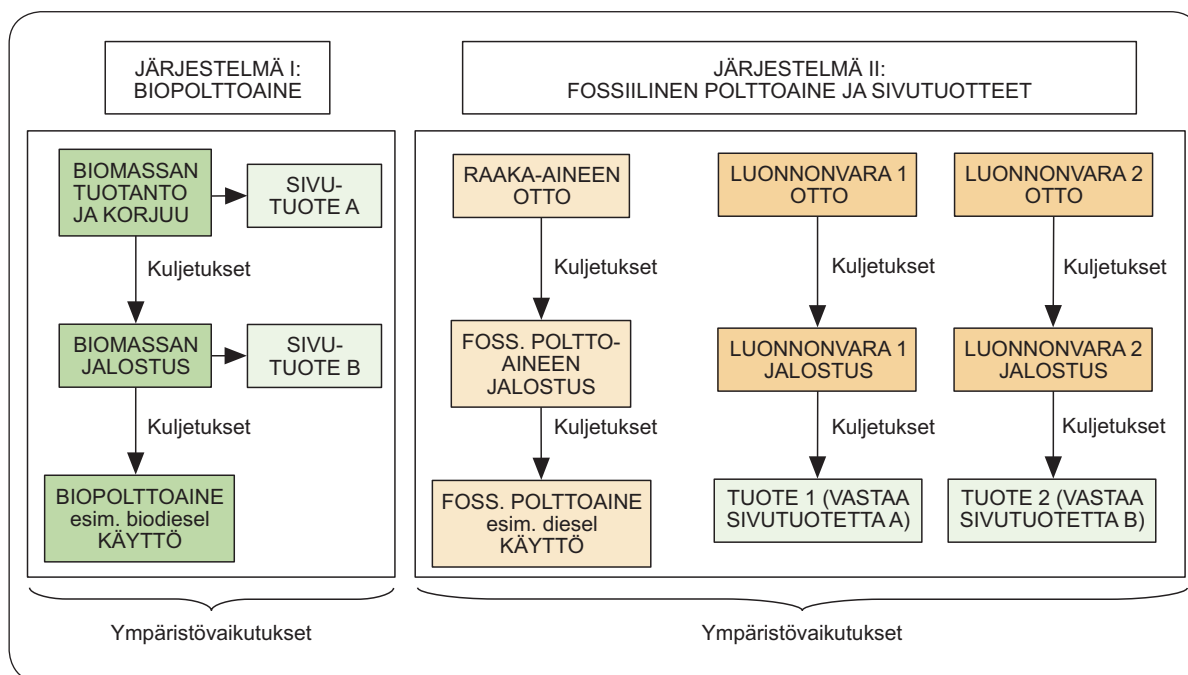 JÄRJESTELMÄ I:
BIOPOLTTOAINE
JÄRJESTELMÄ II:
FOSSIILINEN POLTTOAINE JA SIVUTUOTTEET
BIOMASSAN
TUOTANTO
JA KORJUU
SIVU-
TUOTE A
Kuljetukset
BIOMASSAN
JALOSTUS
SIVU-
TUOTE B
Kuljetukset
BIOPOLTTOAINE
esim. biodiesel
KÄYTTÖ
RAAKA-AINEEN
OTTO
Kuljetukset
FOSS. POLTTO-
AINEEN
JALOSTUS
Kuljetukset
FOSS. POLTTOAINE
esim. diesel
KÄYTTÖ
LUONNONVARA 1
OTTO
Kuljetukset
LUONNONVARA 1
JALOSTUS
Kuljetukset
TUOTE 1 (VASTAA
SIVUTUOTETTA A)
LUONNONVARA 2
OTTO
Kuljetukset
LUONNONVARA 2
JALOSTUS
Kuljetukset
TUOTE 2 (VASTAA
SIVUTUOTETTA B)
Ympäristövaikutukset
Ympäristövaikutukset